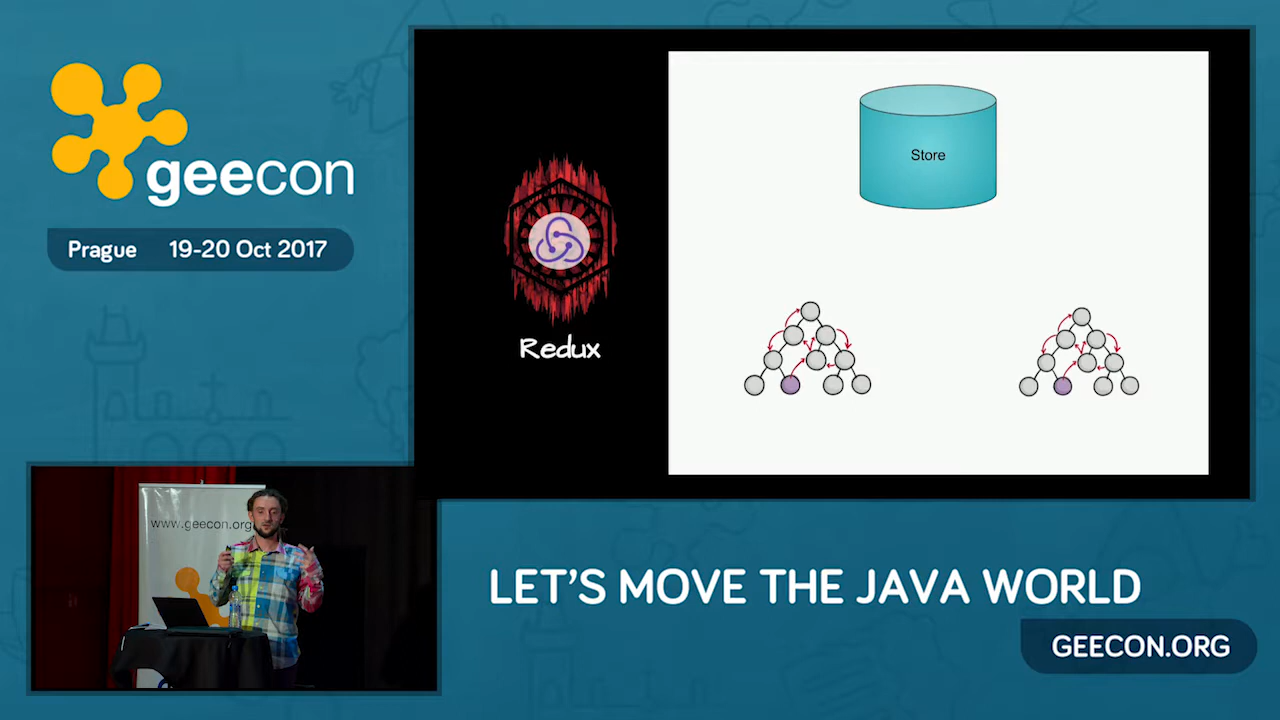 geecon
Prague 19-20 Oct 2017
Redux
Store
www.geecon.org
LET'S MOVE THE JAVA WORLD
GEECON.ORG